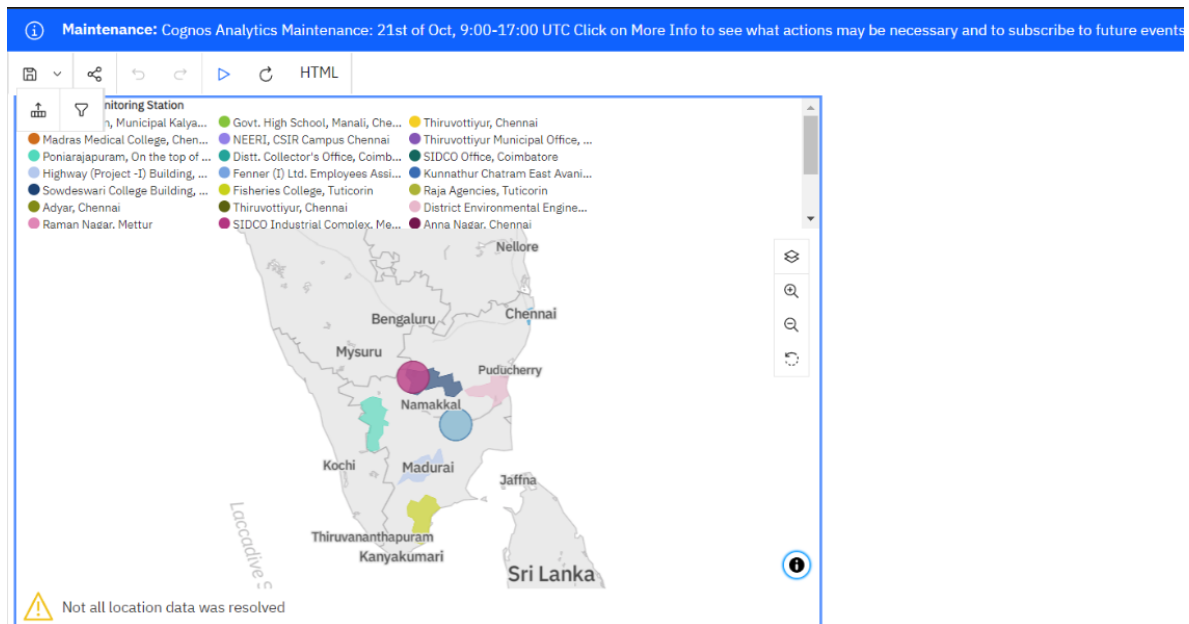 Maintenance: Cognos Analytics Maintenance: 21st of Oct, 9:00-17:00 UTC Click on More Info to see what actions may be necessary and to subscribe to future events
HTML
nitoring Station
n, Municipal Kalya... Govt. High School, Manali, Che... Thiruvottiyur, Chennai
Madras Medical College, Chen... NEERI, CSIR Campus Chennai Thiruvottiyur Municipal Office, ...
Poniarajapuram, On the top of ... Distt. Collector's Office, Coimb... SIDCO Office, Coimbatore
Highway (Project -I) Building, ... Fenner (I) Ltd. Employees Assi... Kunnathur Chatram East Avani...
Sowdeswari College Building, ... Fisheries College, Tuticorin Raja Agencies, Tuticorin
Adyar, Chennai Thiruvottiyur, Chennai District Environmental Engine...
Raman Nagar, Mettur SIDCO Industrial Complex, Me... Anna Nagar, Chennai
Nellore
Chennai
Bengaluru
Mysuru
Puducherry
Namakkal
Kochi
Madurai
Jaffna
Laccadive S
Thiruvananthapuram
Kanyakumari
Sri Lanka
Not all location data was resolved